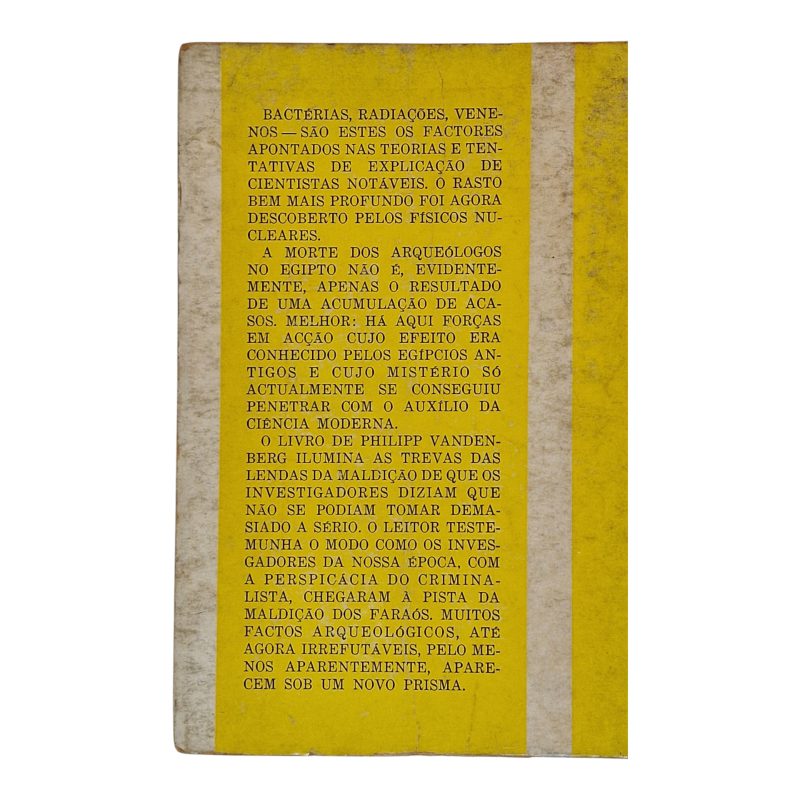 BACTÉRIAS, RADIAÇÕES, VENE-
NOS — SÃO ESTES OS FACTORES
APONTADOS NAS TEORIAS E TEN-
TATIVAS DE EXPLICAÇÃO DE
CIENTISTAS NOTÁVEIS. O RASTO
BEM MAIS PROFUNDO FOI AGORA
DESCOBERTO PELOS FÍSICOS NU-
CLEARES.
A MORTE DOS ARQUEÓLOGOS
NO EGIPTO NÃO É, EVIDENTE-
MENTE, APENAS O RESULTADO
DE UMA ACUMULAÇÃO DE ACA-
SOS. MELHOR: HÁ AQUI FORÇAS
EM ACÇÃO CUJO EFEITO ERA
CONHECIDO PELOS EGÍPCIOS AN-
TIGOS E CUJO MISTÉRIO SÓ
ACTUALMENTE SE CONSEGUIU
PENETRAR COM O AUXÍLIO DA
CIÊNCIA MODERNA.
O LIVRO DE PHILIPP VANDEN-
BERG ILUMINA AS TREVAS DAS
LENDAS DA MALDIÇÃO DE QUE OS
INVESTIGADORES DIZIAM QUE
NÃO SE PODIAM TOMAR DEMA-
SIADO A SÉRIO. O LEITOR TESTE-
MUNHA O MODO COMO OS INVES-
GADORES DA NOSSA ÉPOCA, COM
A PERSPICÁCIA DO CRIMINA-
LISTA, CHEGARAM À PISTA DA
MALDIÇÃO DOS FARAÓS. MUITOS
FACTOS ARQUEOLÓGICOS, ATÉ
AGORA IRREFUTÁVEIS, PELO ME-
NOS APARENTEMENTE, APARE-
CEM SOB UM NOVO PRISMA.